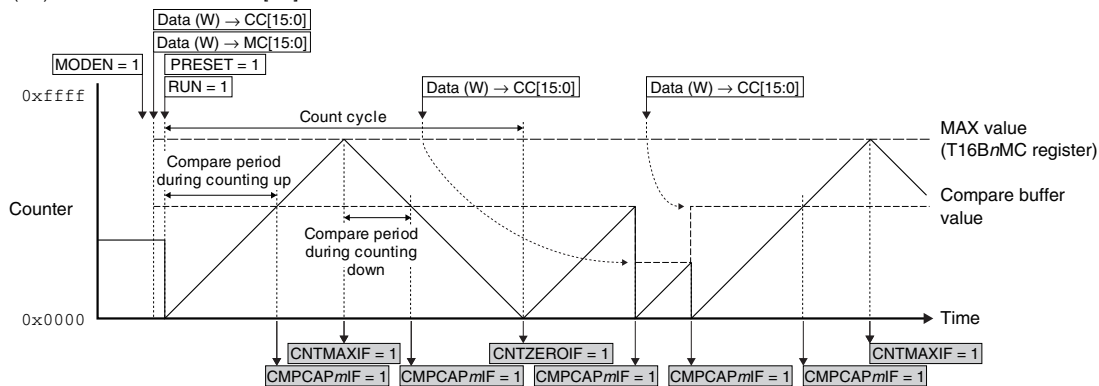 Data (W) → CC[15:0]
Data (W) → MC[15:0]
MODEN = 1
PRESET = 1
RUN = 1
Data (W) → CC[15:0]
Data (W) → CC[15:0]
0xffff
Count cycle
MAX value
(T16BnMC register)
Compare period
during counting up
Compare buffer
value
Counter
Compare period
during counting
down
0x0000
Time
CNTMAXIF = 1
CNTZEROIF = 1
CNTMAXIF = 1
CMPCAPmIF = 1
CMPCAPmIF = 1
CMPCAPmIF = 1
CMPCAPmIF = 1
CMPCAPmIF = 1